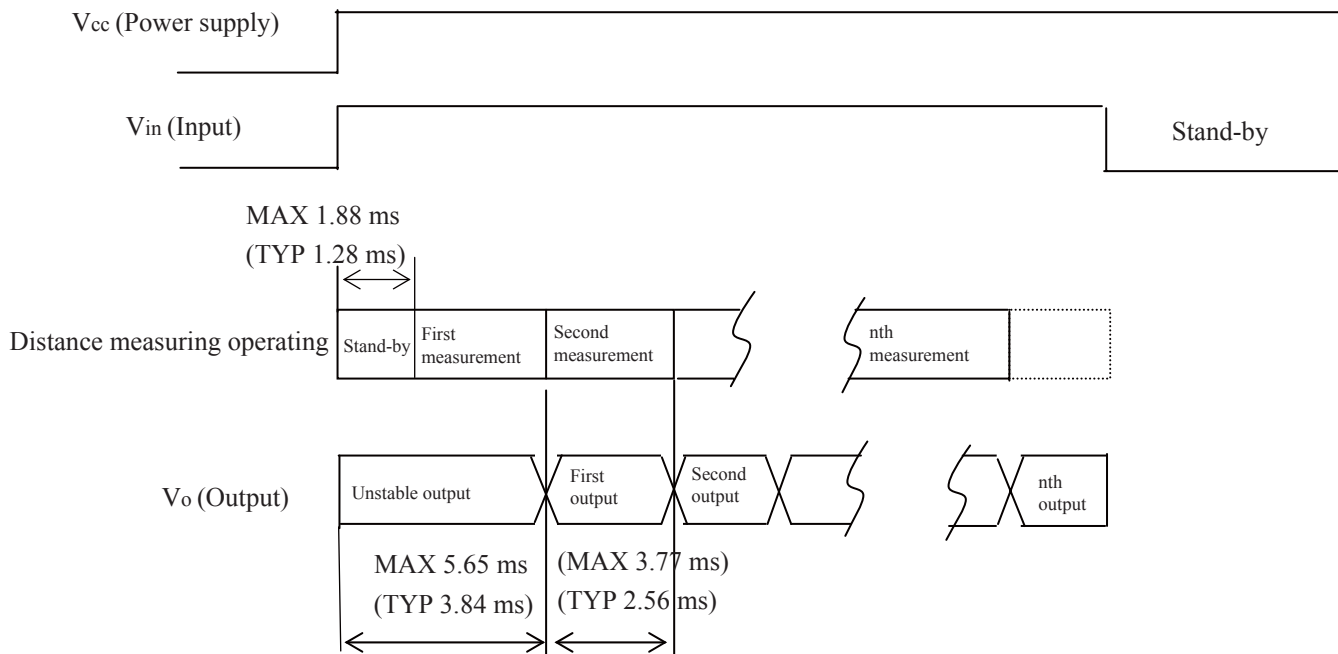 Vcc (Power supply)
Vin (Input)
Stand-by
MAX 1.88 ms
(TYP 1.28 ms)
Distance measuring operating
Stand-by
First
measurement
Second
measurement
nth
measurement
Vo (Output)
Unstable output
First
output
Second
output
nth
output
MAX 5.65 ms
(TYP 3.84 ms)
(MAX 3.77 ms)
(TYP 2.56 ms)